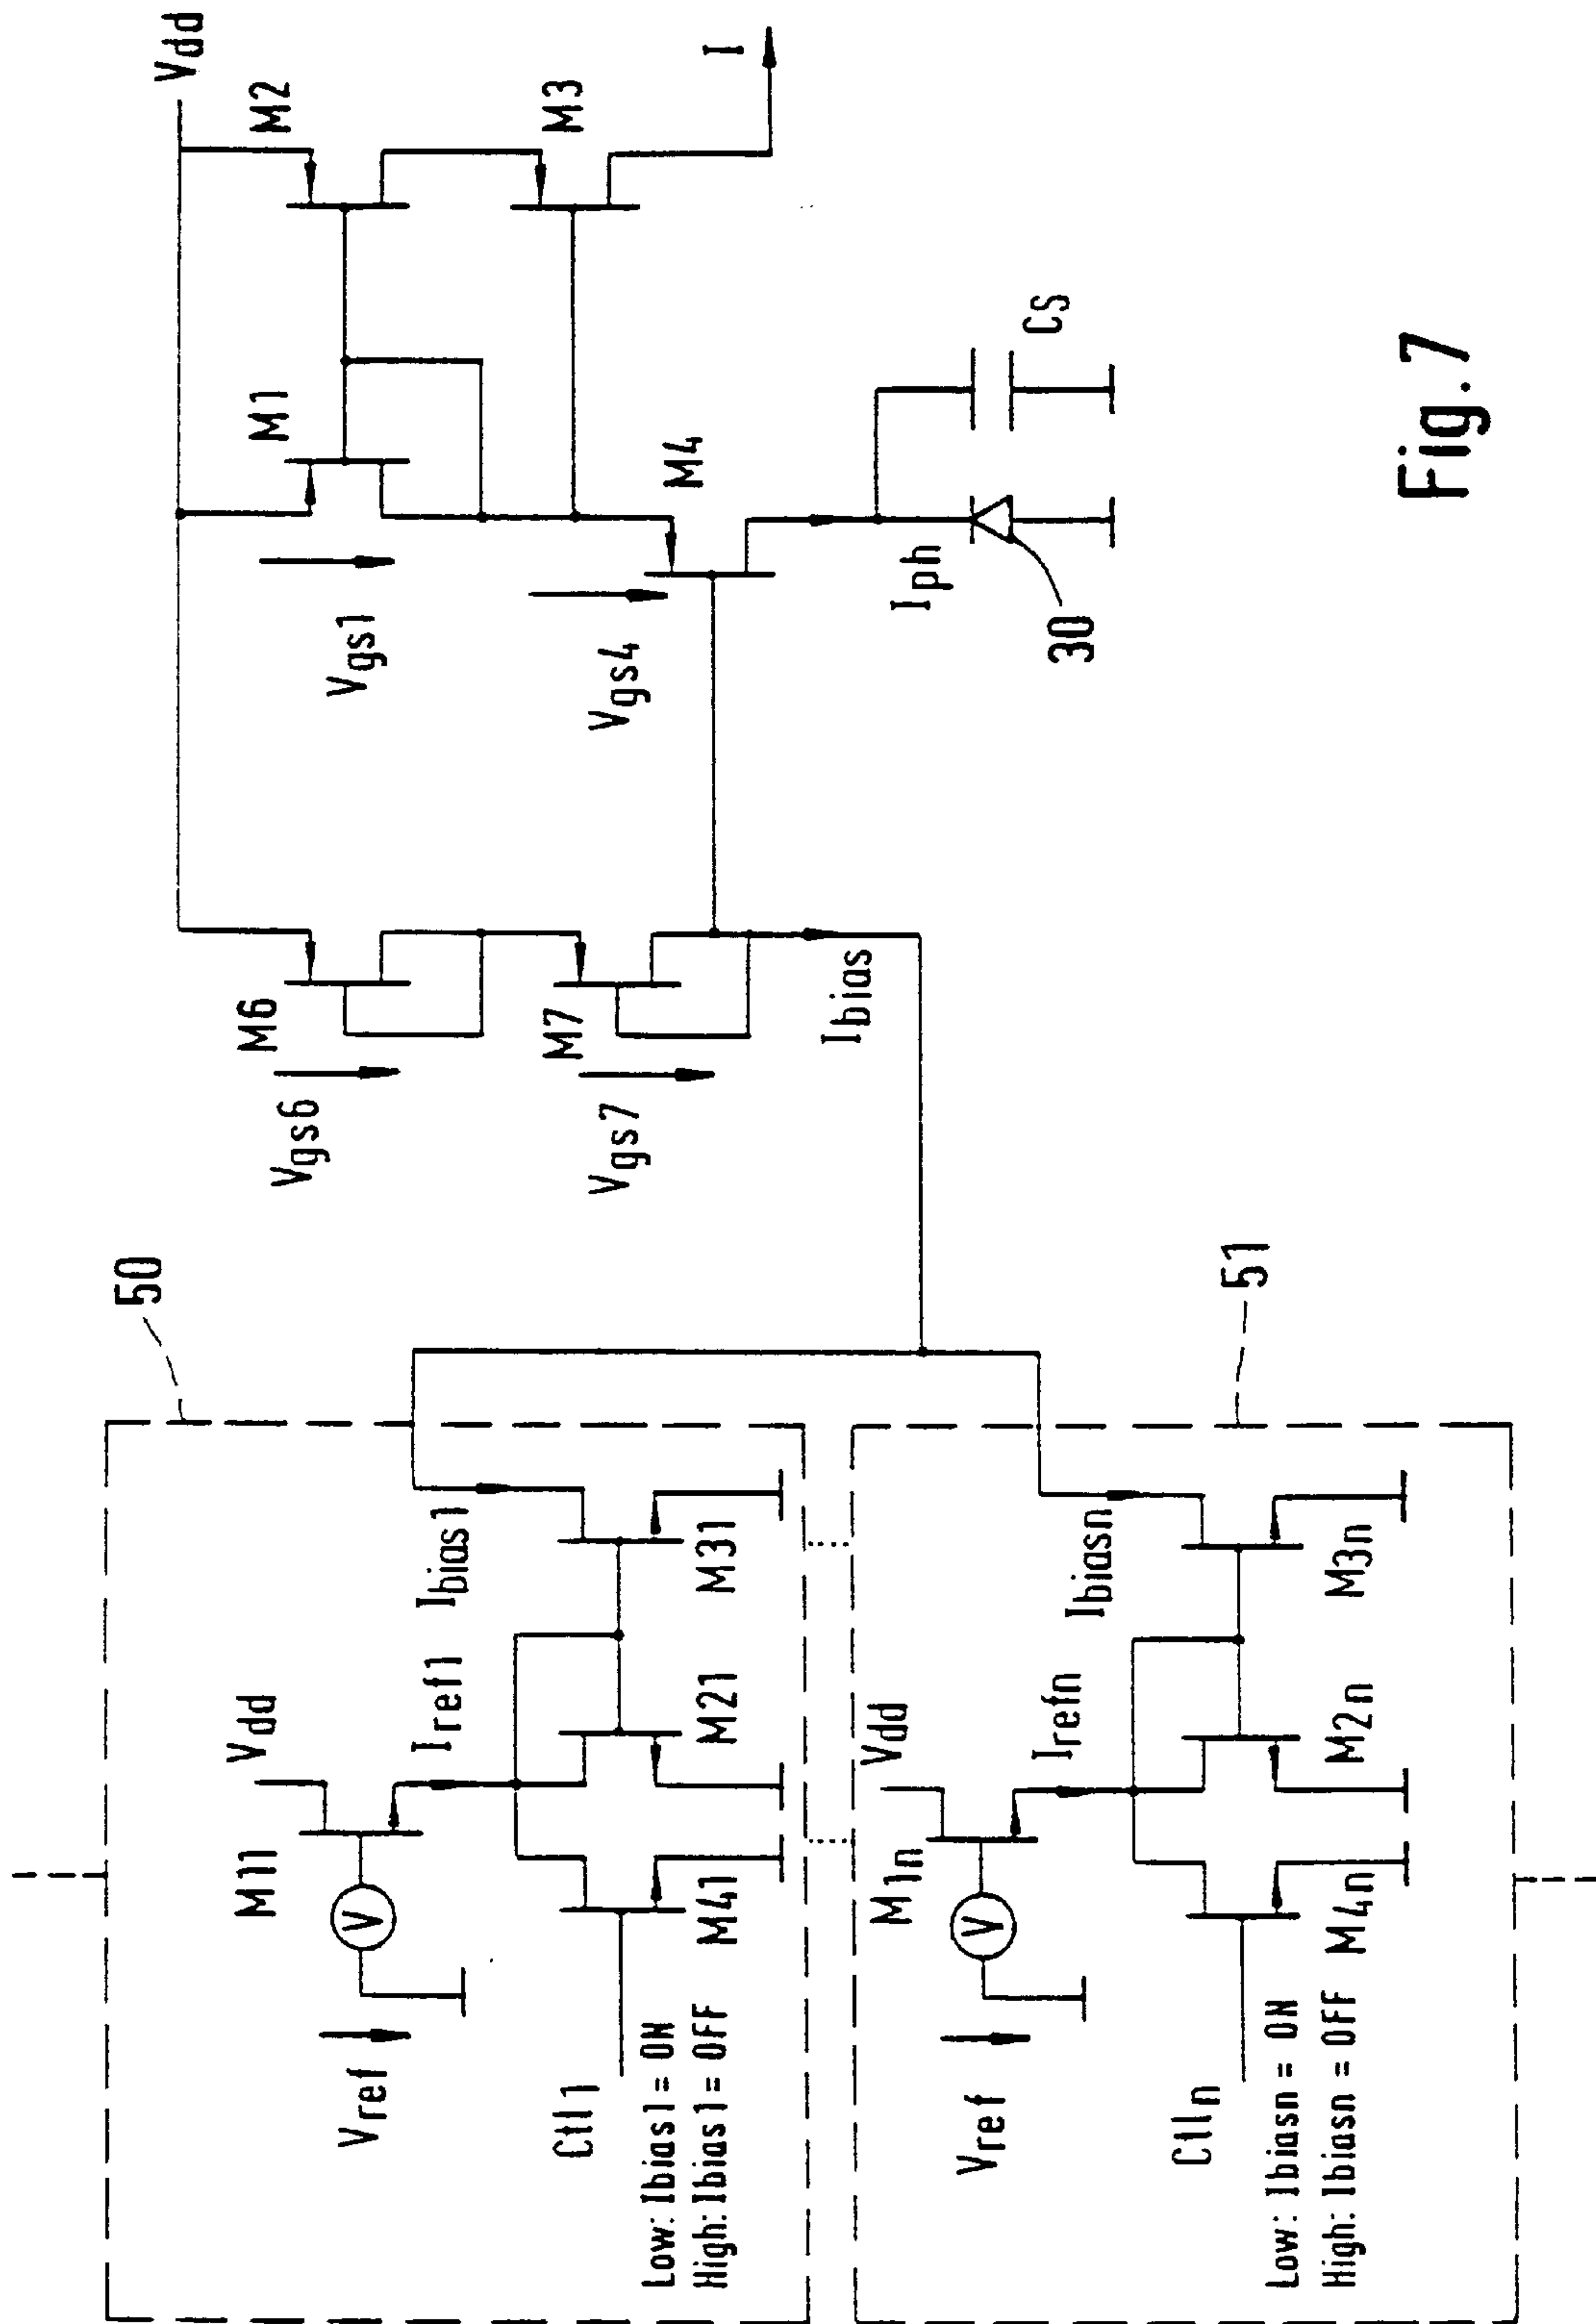 Vdd
M2
M3
I
M1
M4
Vgs1
Vgs4
Iph
30
CS
M6
M7
Vgs6
Vgs7
Ibias
50
Vdd
M11
Iref1
Ibias1
Vref
M41
M21
M31
Ctl1
Low: Ibias1 = ON
High: Ibias1 = OFF
51
Vdd
M1n
Irefn
Ibiasn
Vref
M4n
M2n
M3n
Ctln
Low: Ibiasn = ON
High: Ibiasn = OFF
V
V
Fig. 7